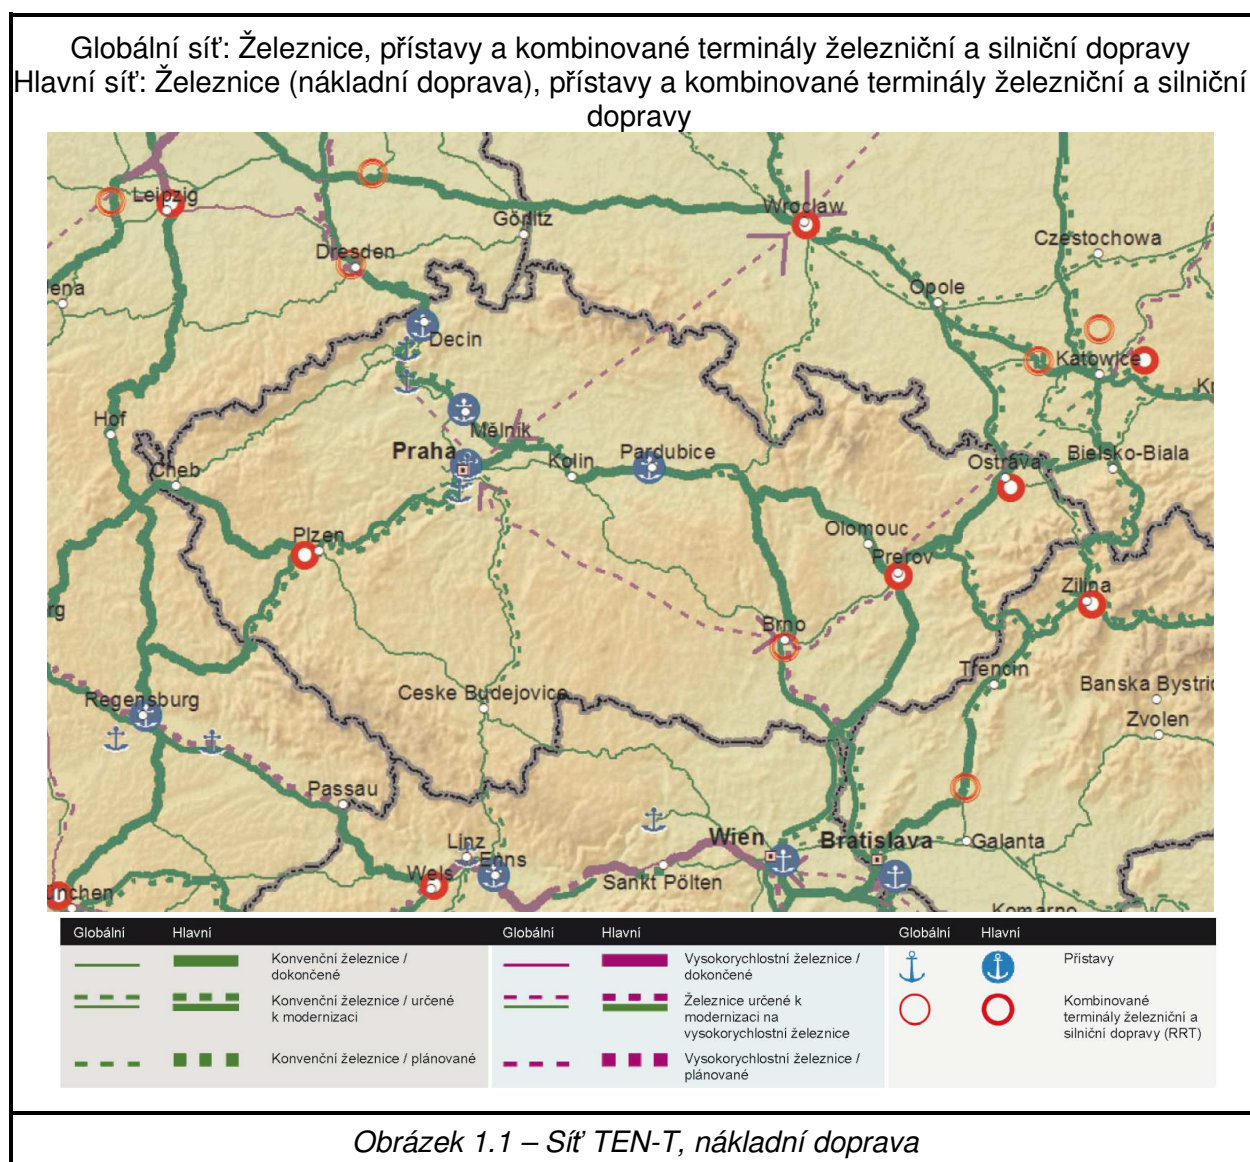 Globální síť: Železnice, přístavy a kombinované terminály železniční a silniční dopravy
Hlavní síť: Železnice (nákladní doprava), přístavy a kombinované terminály železniční a silniční
dopravy
Leipzig
Görlitz
Wrocław
Dresden
Czestochowa
Jena
Opole
Decin
Katowice
Hof
Mělnik
Praha
Kolin
Pardubice
Ostrava
Bielsko-Biala
Cheb
Plzen
Olomouc
Prerov
Zilina
rg
Brno
Trencin
Regensburg
Ceske Budejovice
Banska Bystric
Zvolen
Passau
Linz
Enns
Wels
Wien
Bratislava
Galanta
Sankt Pölten
ünchen
Komarno
Globální Hlavní
Konvenční železnice /
dokončené
Konvenční železnice / určené
k modernizaci
Konvenční železnice / plánované
Globální Hlavní
Vysokorychlostní železnice /
dokončené
Železnice určené k
modernizaci na
vysokorychlostní železnice
Vysokorychlostní železnice /
plánované
Globální Hlavní
Přístavy
Kombinované
terminály železniční a
silniční dopravy (RRT)
Obrázek 1.1 – Síť TEN-T, nákladní doprava